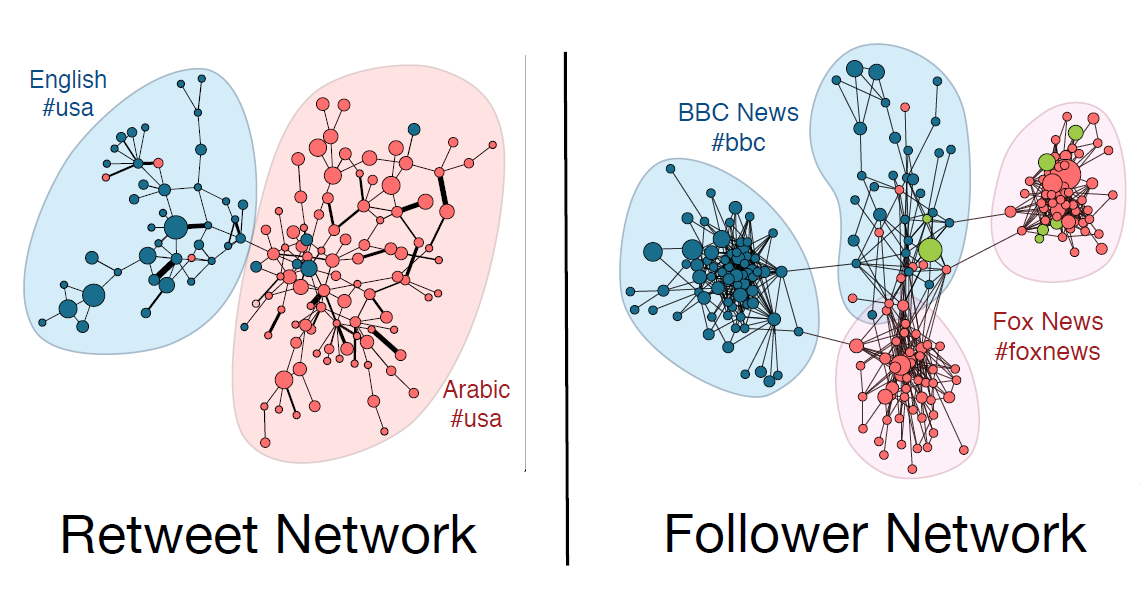 English
#usa
Arabic
#usa
Retweet Network
BBC News
#bbc
Fox News
#foxnews
Follower Network